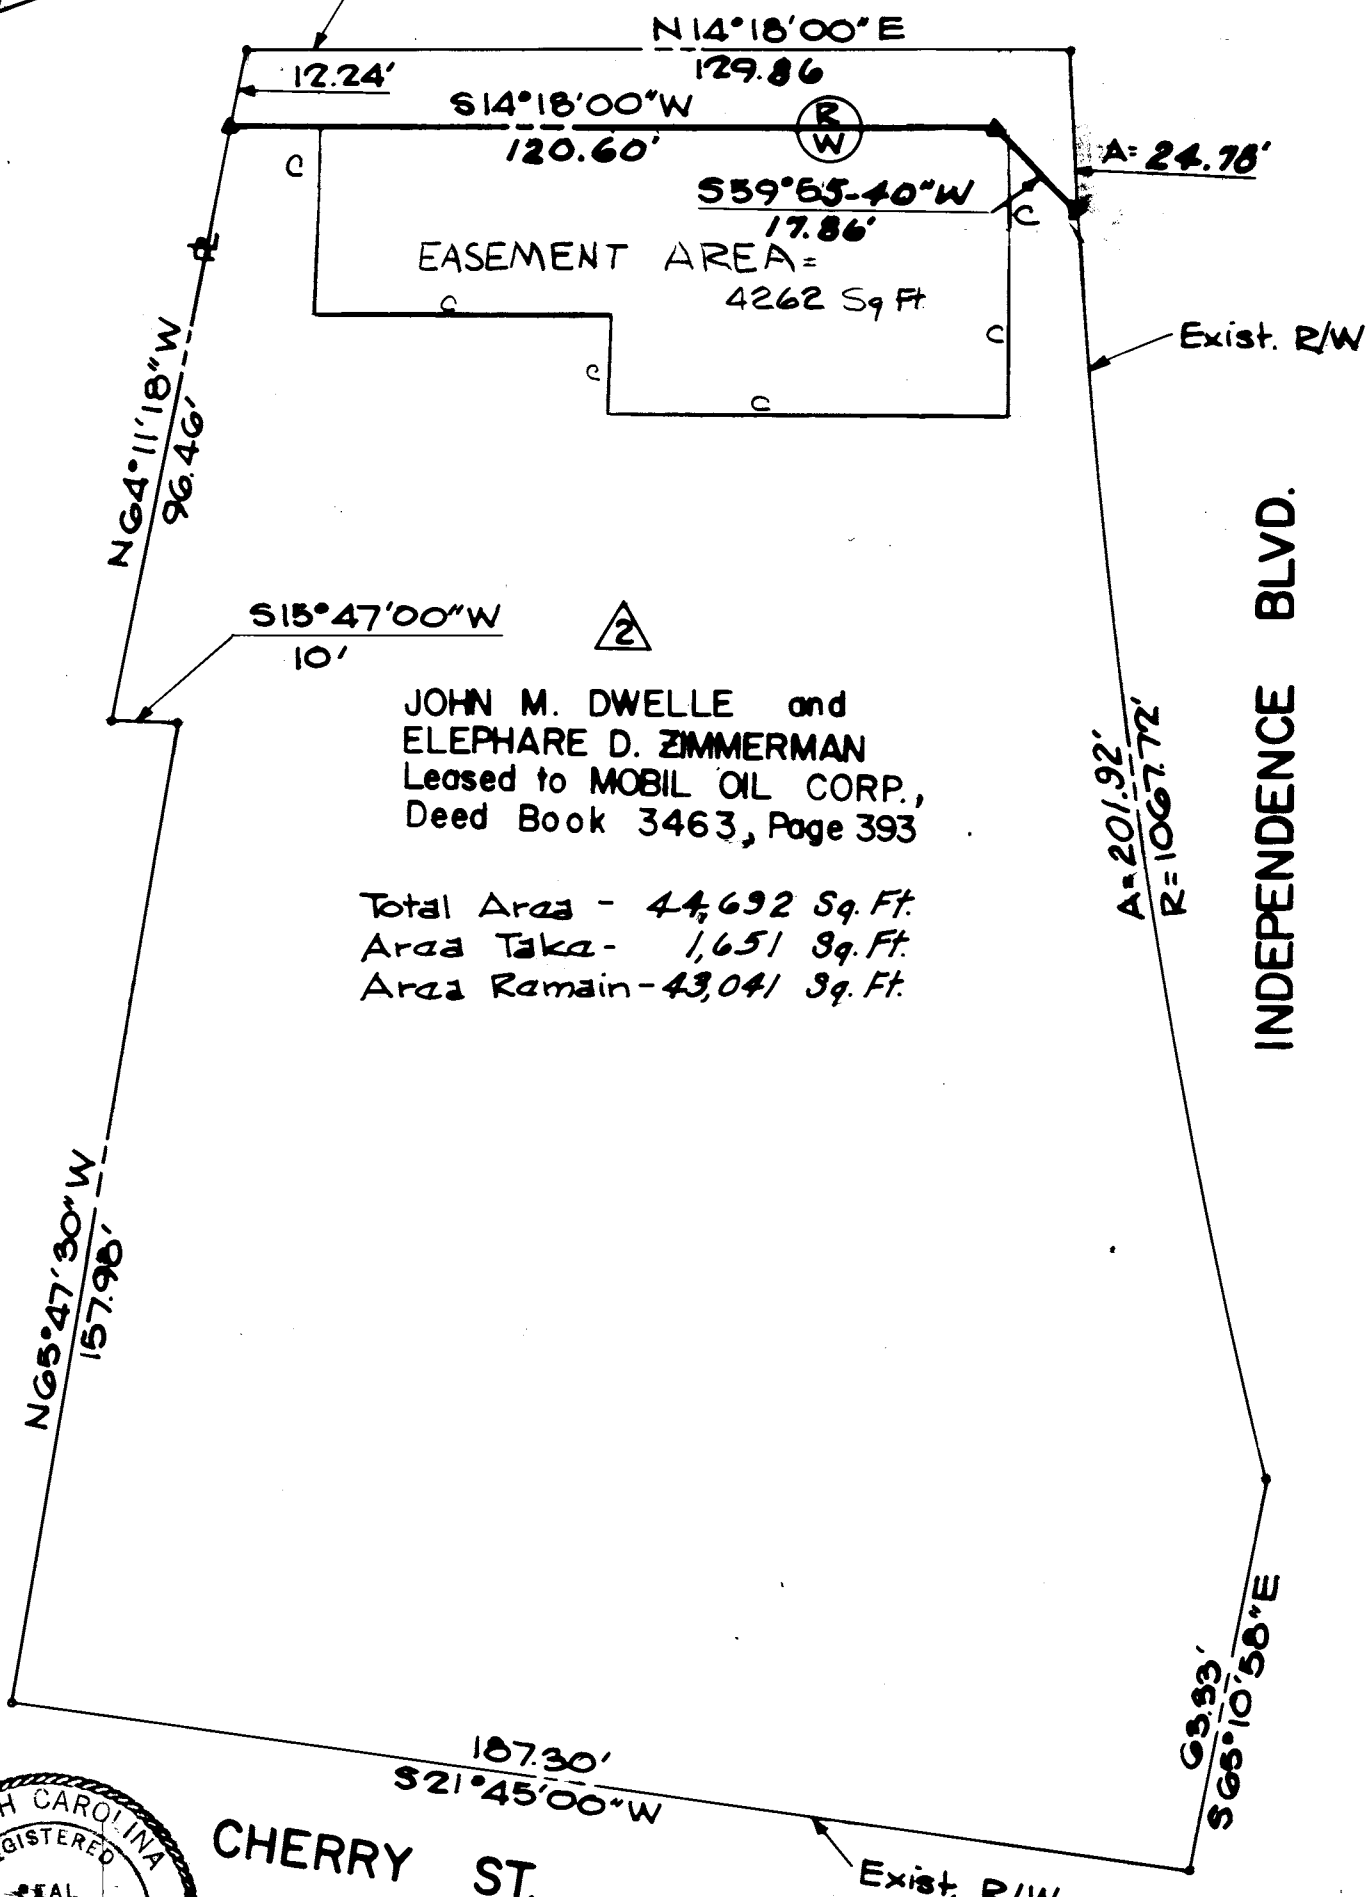 N14°18'00"E
129.86
12.24'
S14°18'00"W
120.60'
R
W
A= 24.78'
S59°55-40"W
17.86'
C
C
EASEMENT AREA=
4262 Sq Ft
C
C
C
C
Exist. R/W
N64°11'18"W
96.46'
S15°47'00"W
10'
2
JOHN M. DWELLE and
ELEPHARE D. ZIMMERMAN
Leased to MOBIL OIL CORP.,
Deed Book 3463, Page 393
Total Area - 44,692 Sq. Ft.
Area Take - 1,651 Sq. Ft.
Area Remain - 43,041 Sq. Ft.
A=201.92'
R=1067.72'
INDEPENDENCE BLVD.
N65°47'30"W
157.98'
63.33'
S65°10'58"E
187.30'
S21°45'00"W
CHERRY ST.
Exist. R/W
H CAROLINA
GISTERED
SEAL